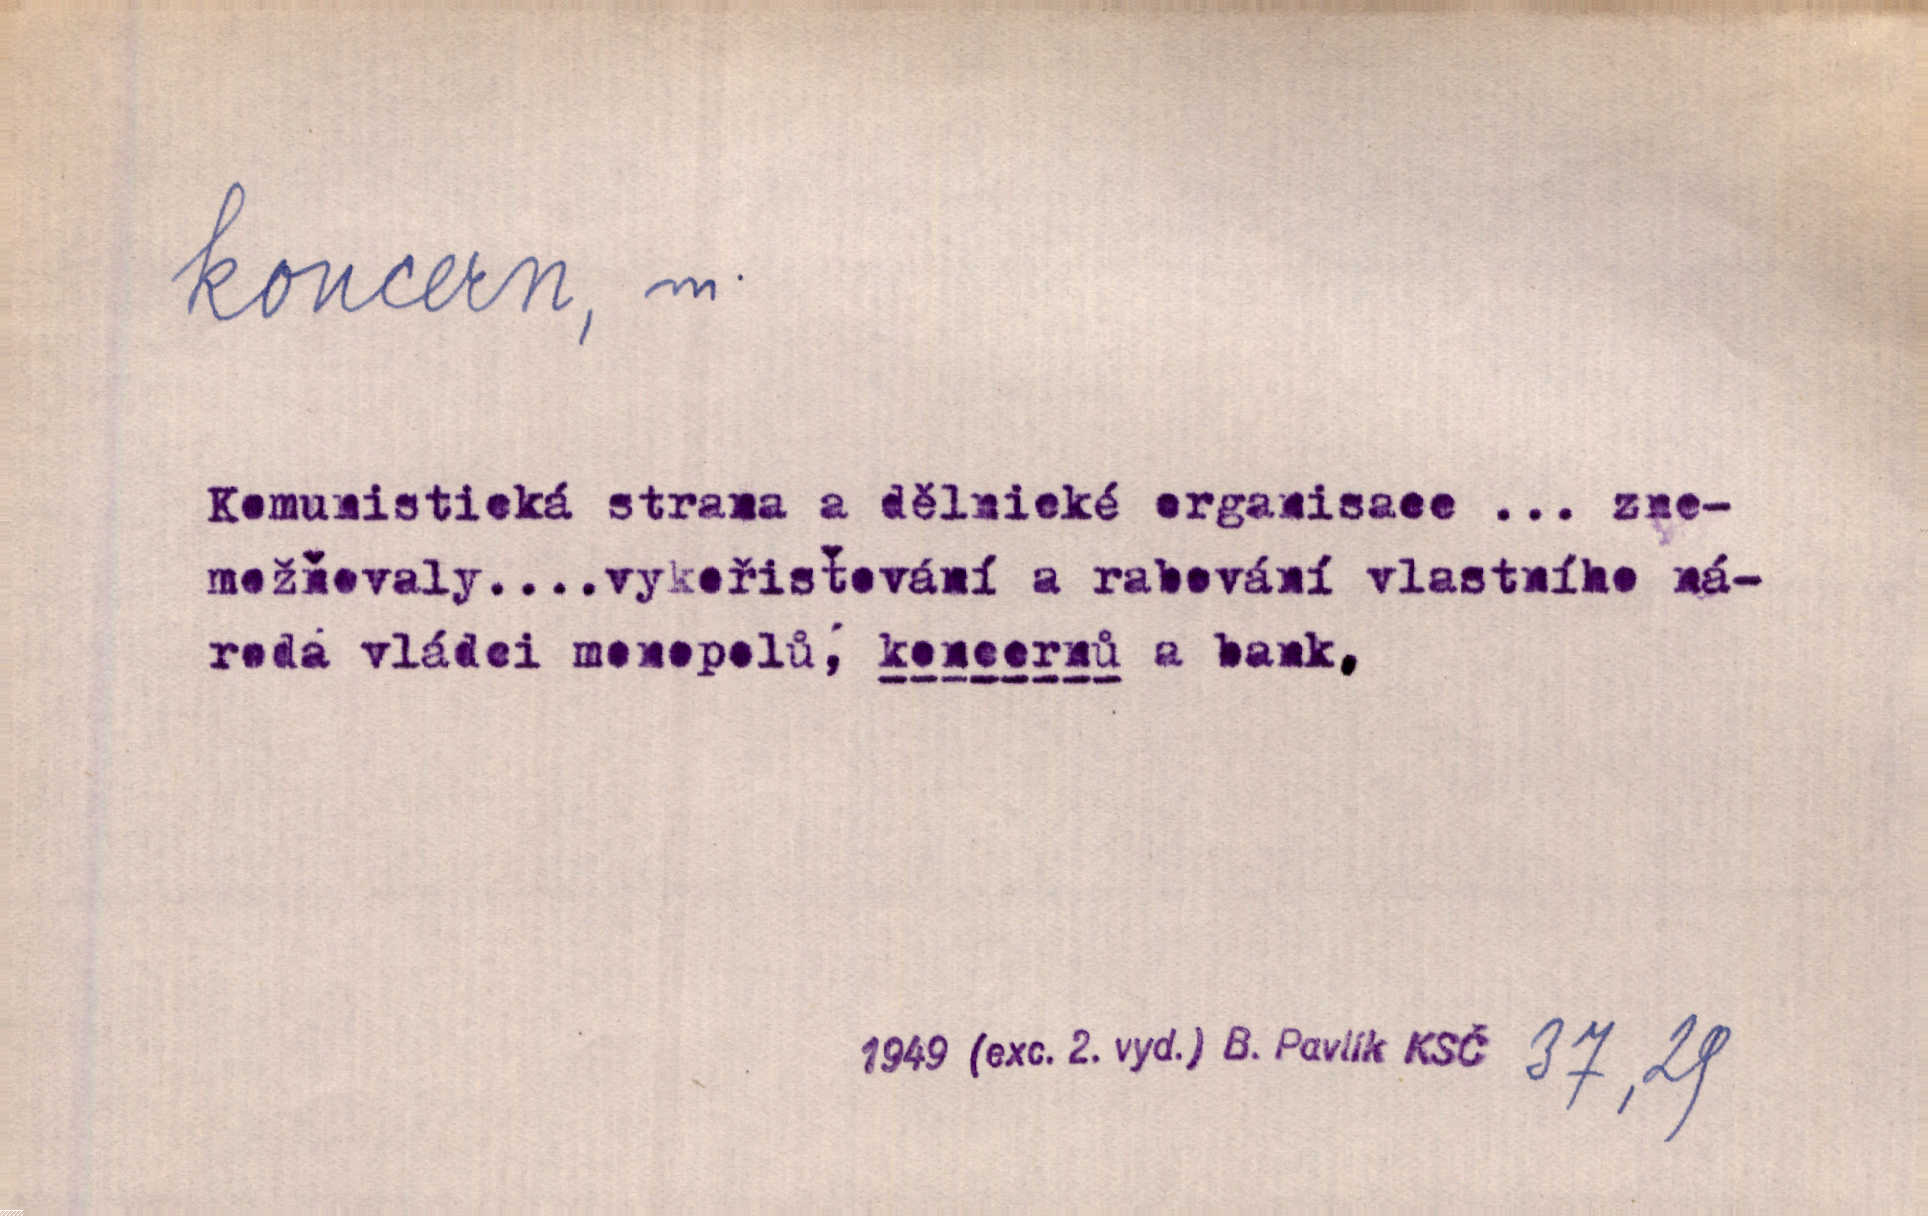 koncern, m.
Komunistická strana a dělnické organisace ... zne-
možňovaly....vykořisťování a rabování vlastního ná-
roda vládci monopolů, koncernů a bank.
1949 (exc. 2. vyd.) B. Pavlík KSČ 37,29